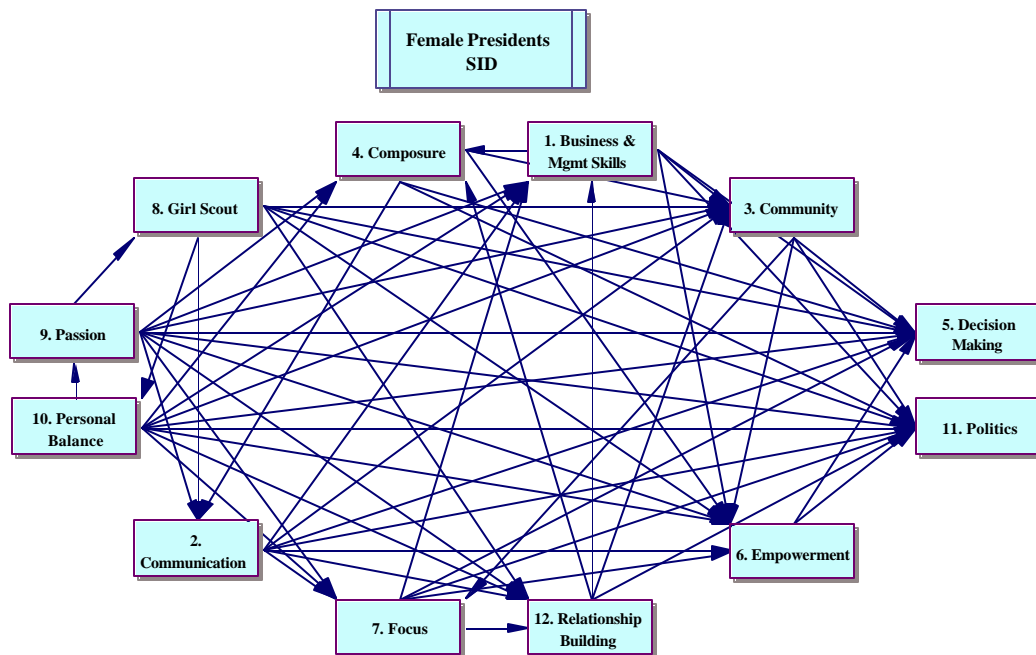 Female Presidents
SID
4. Composure
1. Business &
Mgmt Skills
8. Girl Scout
3. Community
9. Passion
5. Decision
Making
10. Personal
Balance
11. Politics
2.
Communication
6. Empowerment
7. Focus
12. Relationship
Building